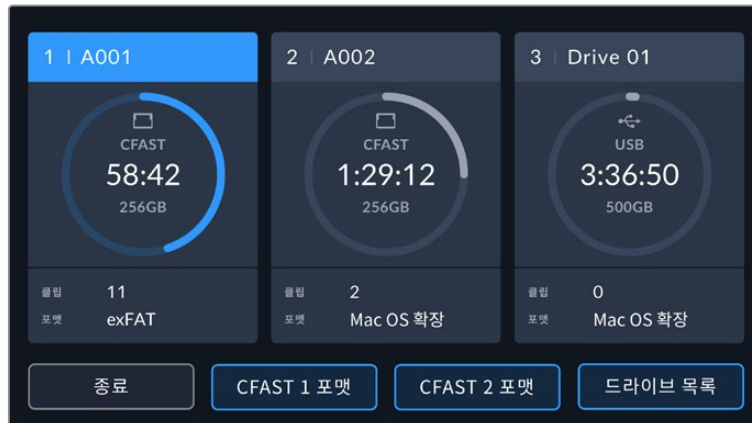 1 | A001
CFAST
58:42
256GB
클립 11
포맷 exFAT
2 | A002
CFAST
1:29:12
256GB
클립 2
포맷 Mac OS 확장
3 | Drive 01
USB
3:36:50
500GB
클립 0
포맷 Mac OS 확장
종료
CFAST 1 포맷
CFAST 2 포맷
드라이브 목록